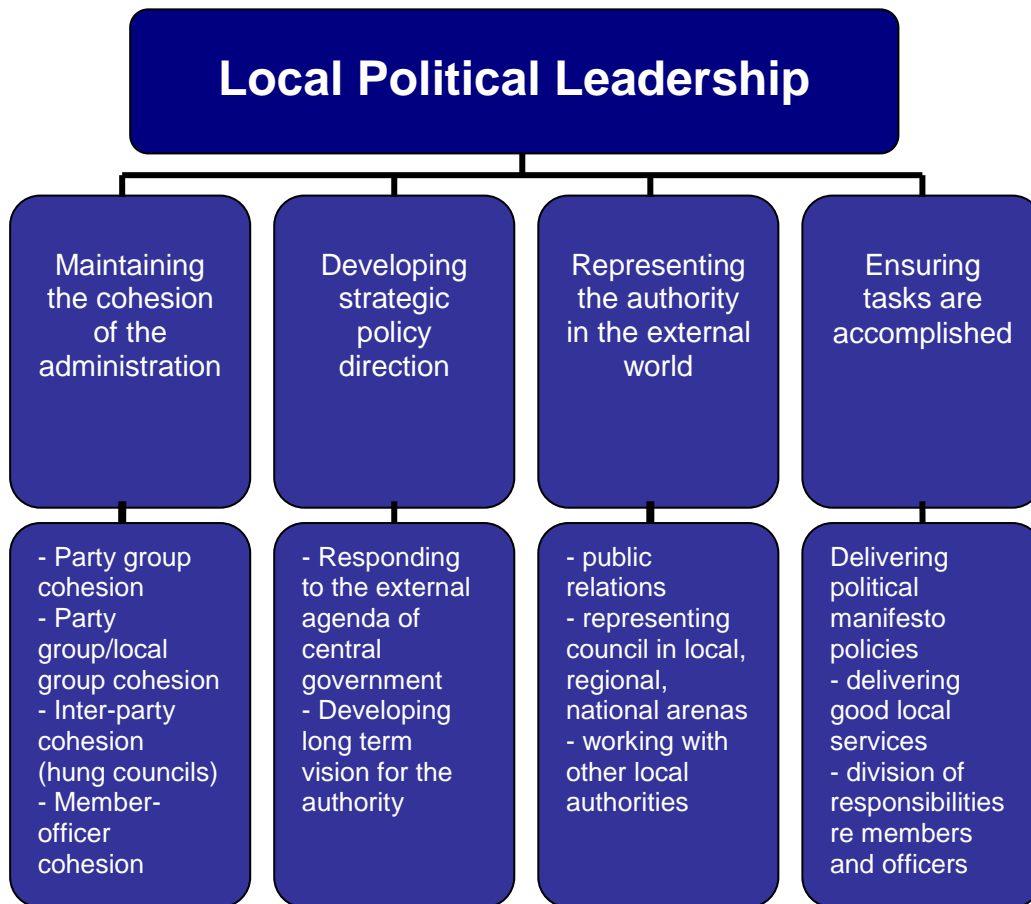 Local Political Leadership
Maintaining
the cohesion
of the
administration
Developing
strategic
policy
direction
Representing
the authority
in the external
world
Ensuring
tasks are
accomplished
- Party group
cohesion
- Party
group/local
group cohesion
- Inter-party
cohesion
(hung councils)
- Member-
officer
cohesion
- Responding
to the external
agenda of
central
government
- Developing
long term
vision for the
authority
- public
relations
- representing
council in local,
regional,
national arenas
- working with
other local
authorities
Delivering
political
manifesto
policies
- delivering
good local
services
- division of
responsibilities
re members
and officers